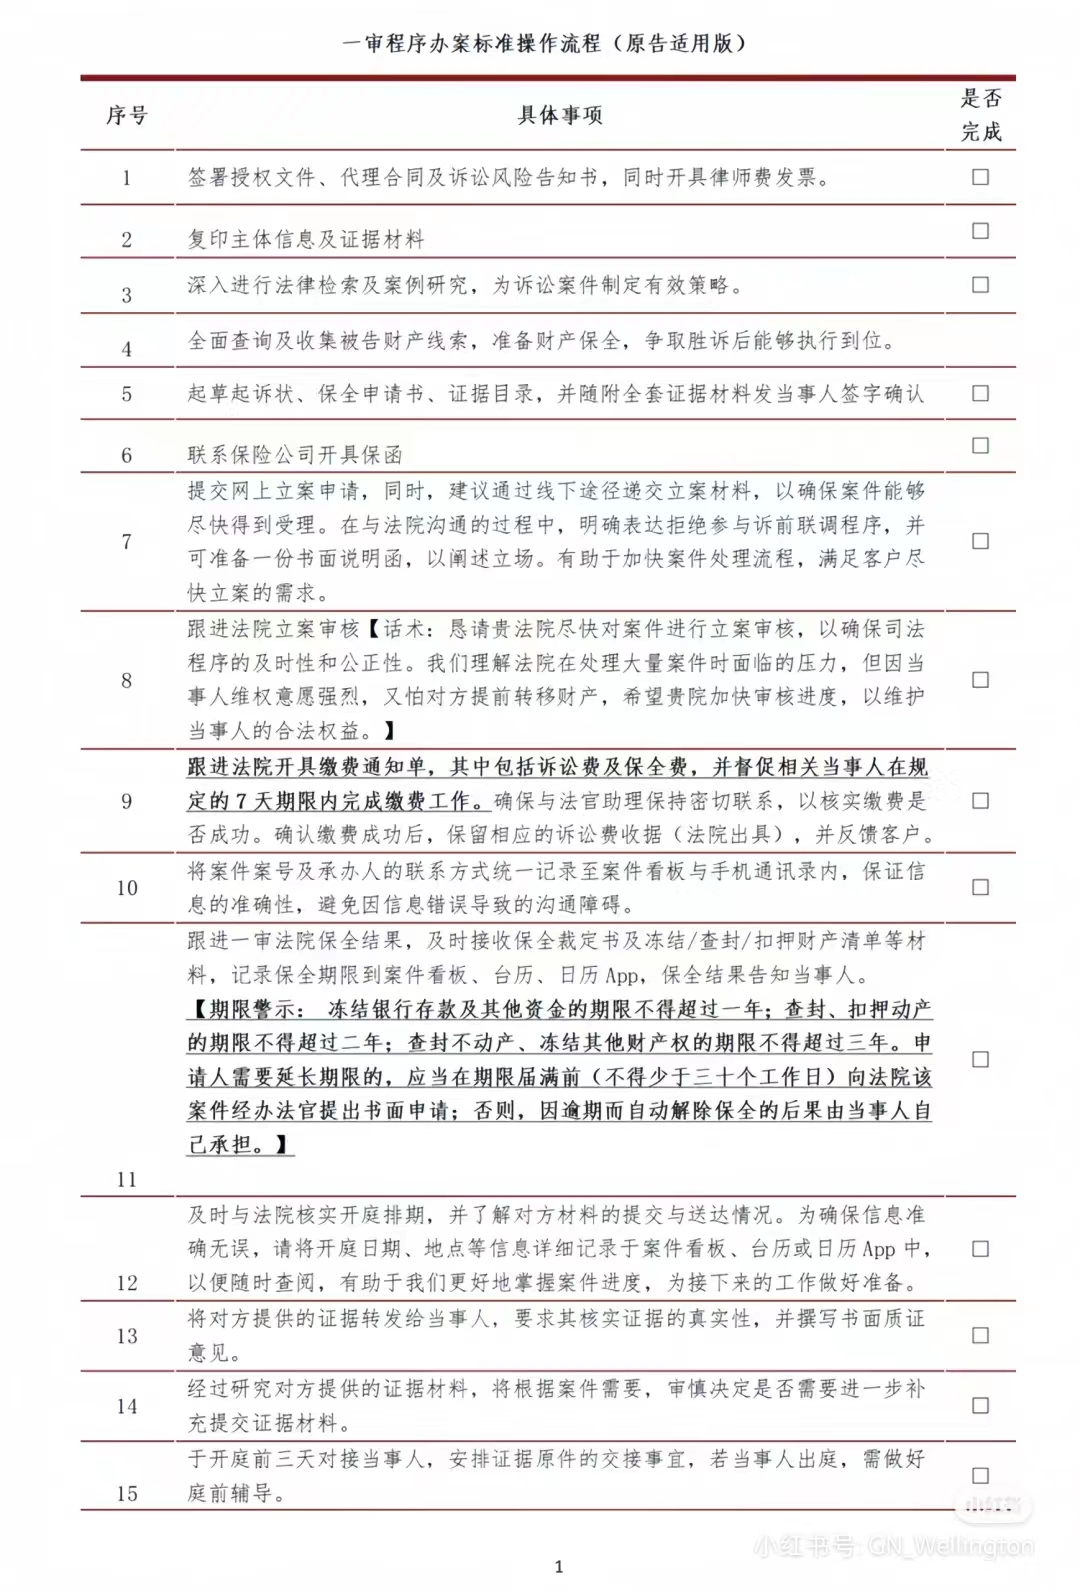 一审程序办案标准操作流程（原告适用版）
序号 具体事项 是否
完成
1 签署授权文件、代理合同及诉讼风险告知书，同时开具律师费发票。 □
2 复印主体信息及证据材料 □
3 深入进行法律检索及案例研究，为诉讼案件制定有效策略。 □
4 全面查询及收集被告财产线索，准备财产保全，争取胜诉后能够执行到位。
5 起草起诉状、保全申请书、证据目录，并随附全套证据材料发当事人签字确认 □
6 联系保险公司开具保函 □
提交网上立案申请，同时，建议通过线下途径递交立案材料，以确保案件能够
尽快得到受理。在与法院沟通的过程中，明确表达拒绝参与诉前联调程序，并
7 □
可准备一份书面说明函，以阐述立场。有助于加快案件处理流程，满足客户尽
快立案的需求。
跟进法院立案审核【话术：恳请贵法院尽快对案件进行立案审核，以确保司法
程序的及时性和公正性。我们理解法院在处理大量案件时面临的压力，但因当
8 □
事人维权意愿强烈，又怕对方提前转移财产，希望贵院加快审核进度，以维护
当事人的合法权益。】
跟进法院开具缴费通知单，其中包括诉讼费及保全费，并督促相关当事人在规
9 定的 7 天期限内完成缴费工作。确保与法官助理保持密切联系，以核实缴费是 □
否成功。确认缴费成功后，保留相应的诉讼费收据（法院出具），并反馈客户。
将案件案号及承办人的联系方式统一记录至案件看板与手机通讯录内，保证信
10 □
息的准确性，避免因信息错误导致的沟通障碍。
跟进一审法院保全结果，及时接收保全裁定书及冻结/查封/扣押财产清单等材
料，记录保全期限到案件看板、台历、日历 App，保全结果告知当事人。
【期限警示： 冻结银行存款及其他资金的期限不得超过一年；查封、扣押动产
的期限不得超过二年；查封不动产、冻结其他财产权的期限不得超过三年。申
□
请人需要延长期限的，应当在期限届满前（不得少于三十个工作日）向法院该
案件经办法官提出书面申请；否则，因逾期而自动解除保全的后果由当事人自
己承担。】
11
及时与法院核实开庭排期，并了解对方材料的提交与送达情况。为确保信息准
确无误，请将开庭日期、地点等信息详细记录于案件看板、台历或日历 App 中， □
12 以便随时查阅，有助于我们更好地掌握案件进度，为接下来的工作做好准备。
将对方提供的证据转发给当事人，要求其核实证据的真实性，并撰写书面质证
13 □
意见。
经过研究对方提供的证据材料，将根据案件需要，审慎决定是否需要进一步补
14 □
充提交证据材料。
于开庭前三天对接当事人，安排证据原件的交接事宜，若当事人出庭，需做好
□
15 庭前辅导。
小红书
小红书号: GN_Wellington
1